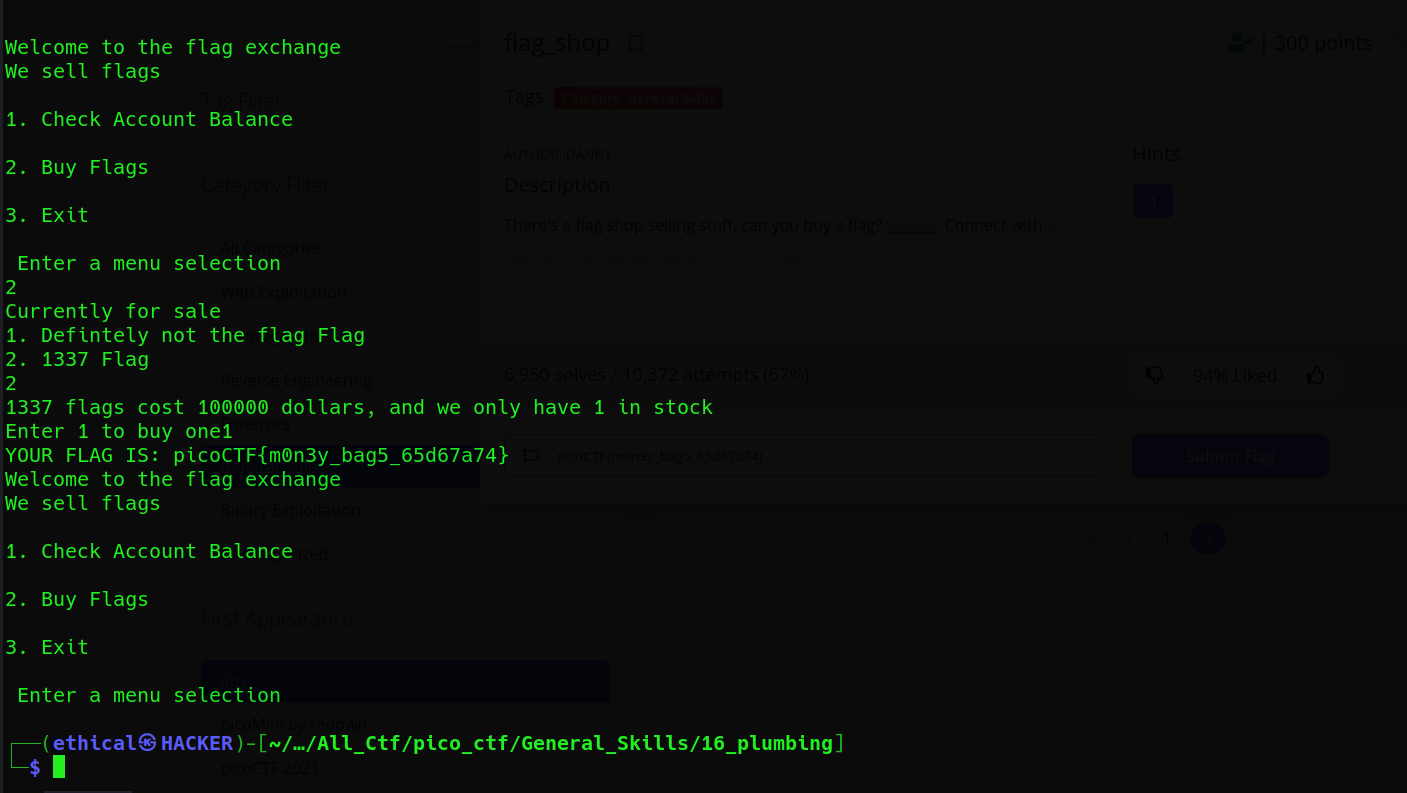 Welcome to the flag exchange
We sell flags
1. Check Account Balance
2. Buy Flags
3. Exit
Enter a menu selection
2
Currently for sale
1. Defintely not the flag Flag
2. 1337 Flag
2
1337 flags cost 100000 dollars, and we only have 1 in stock
Enter 1 to buy one1
YOUR FLAG IS: picoCTF{m0n3y_bag5_65d67a74}
Welcome to the flag exchange
We sell flags
1. Check Account Balance
2. Buy Flags
3. Exit
Enter a menu selection
┌──(ethical㉿HACKER)-[~/…/All_Ctf/pico_ctf/General_Skills/16_plumbing]
└─$
flag_shop
| 300 points
Tags: Category: General Skills
AUTHOR: DANNY
Description
There's a flag shop selling stuff, can you buy a flag? Source. Connect with
Hints
1
6,950 solves / 10,372 attempts (67%)
94% Liked
picoCTF{m0n3y_bag5_65d67a74}
Submit Flag
1 2
Tag Filter
Category Filter
All Categories
Web Exploitation
Reverse Engineering
Binary Exploitation
First Appearance
Any
picoMini by redpwn
picoCTF 2021